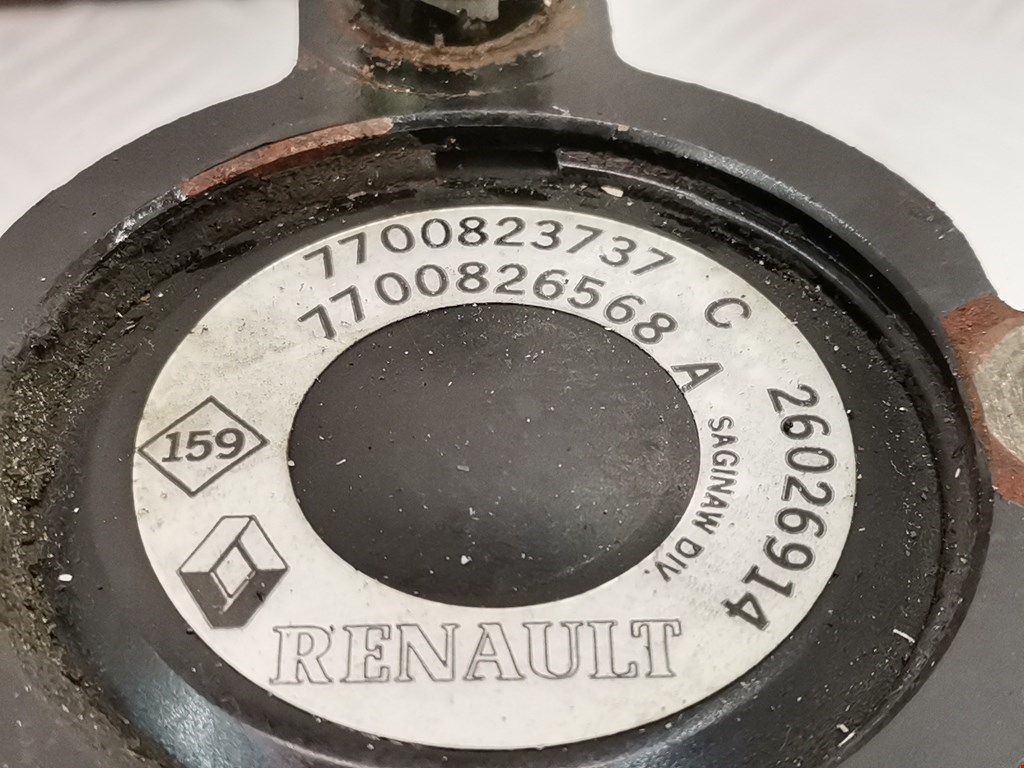 7700823737 C
7700826568 A
26026914
SAGINAW DIV.
159
RENAULT